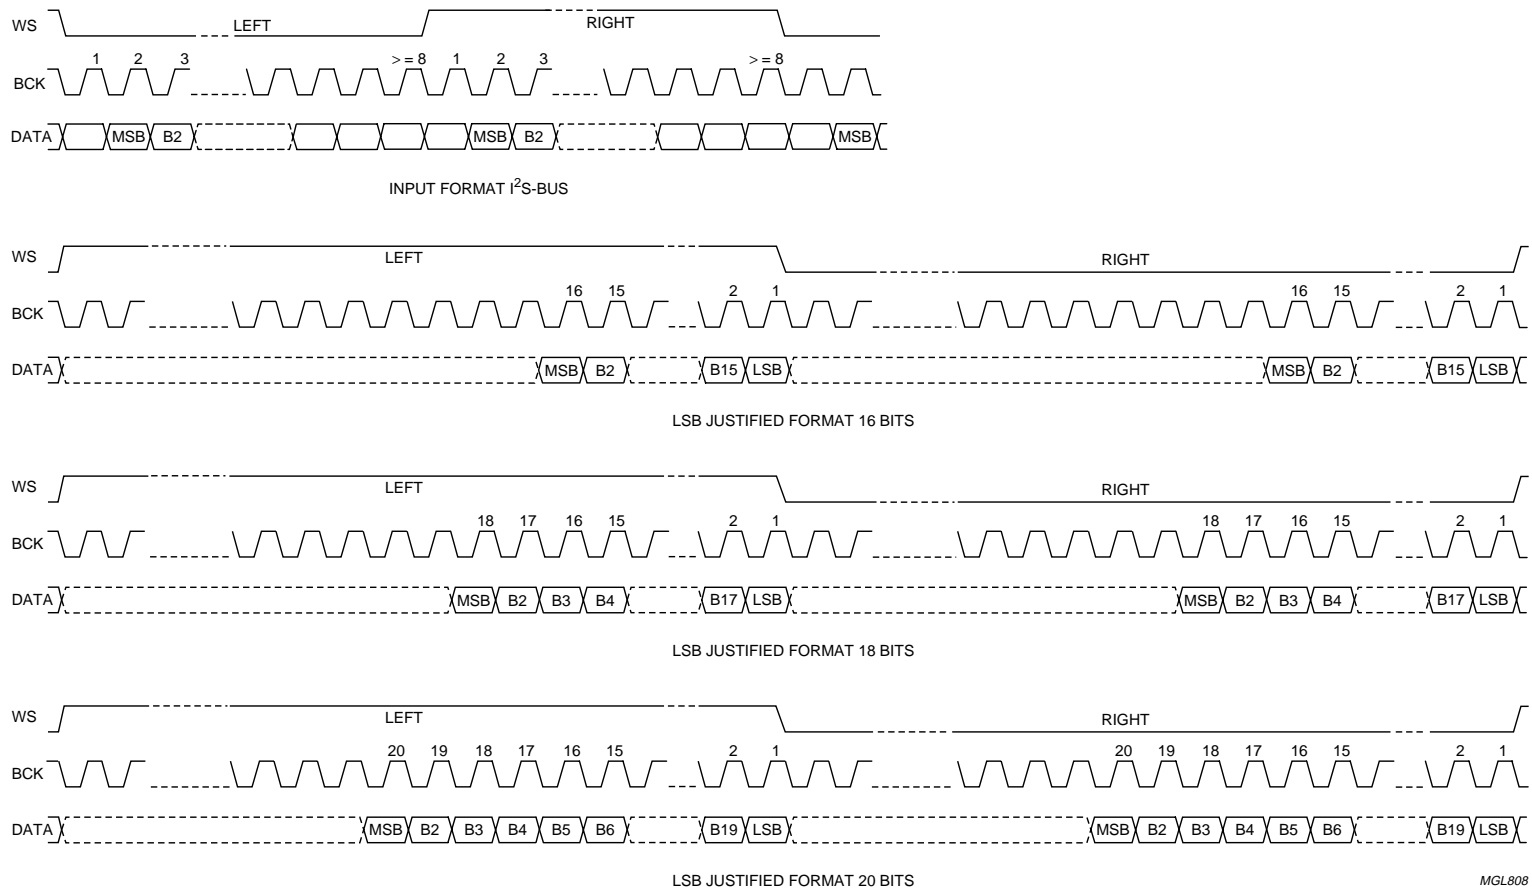 WS LEFT RIGHT
1 2 3 >=8 1 2 3 >=8
BCK
DATA MSB B2 MSB B2 MSB
INPUT FORMAT I²S-BUS
WS LEFT RIGHT
16 15 2 1 16 15 2 1
BCK
DATA MSB B2 B15 LSB MSB B2 B15 LSB
LSB JUSTIFIED FORMAT 16 BITS
WS LEFT RIGHT
18 17 16 15 2 1 18 17 16 15 2 1
BCK
DATA MSB B2 B3 B4 B17 LSB MSB B2 B3 B4 B17 LSB
LSB JUSTIFIED FORMAT 18 BITS
WS LEFT RIGHT
20 19 18 17 16 15 2 1 20 19 18 17 16 15 2 1
BCK
DATA MSB B2 B3 B4 B5 B6 B19 LSB MSB B2 B3 B4 B5 B6 B19 LSB
LSB JUSTIFIED FORMAT 20 BITS
MGL808